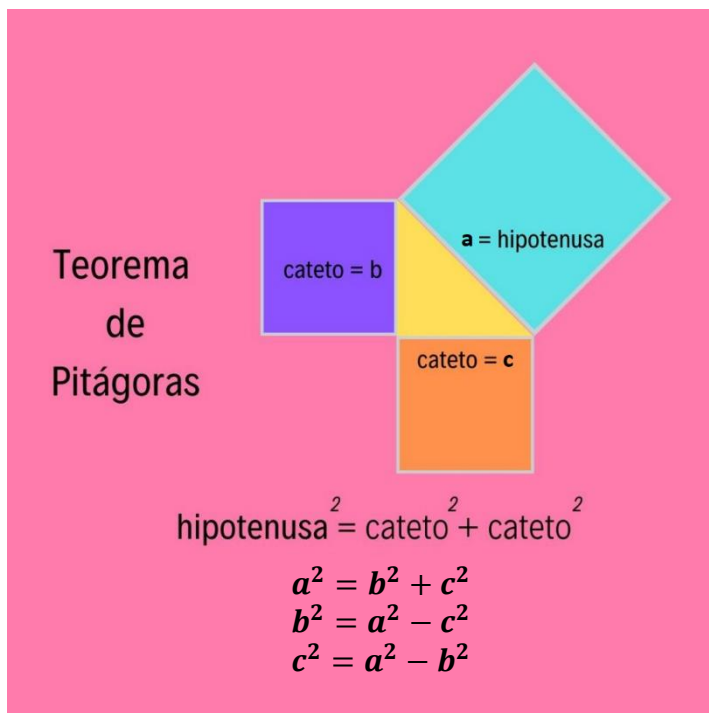 Teorema
de
Pitágoras
cateto = b
a = hipotenusa
cateto = c
hipotenusa² = cateto² + cateto²
a² = b² + c²
b² = a² − c²
c² = a² − b²